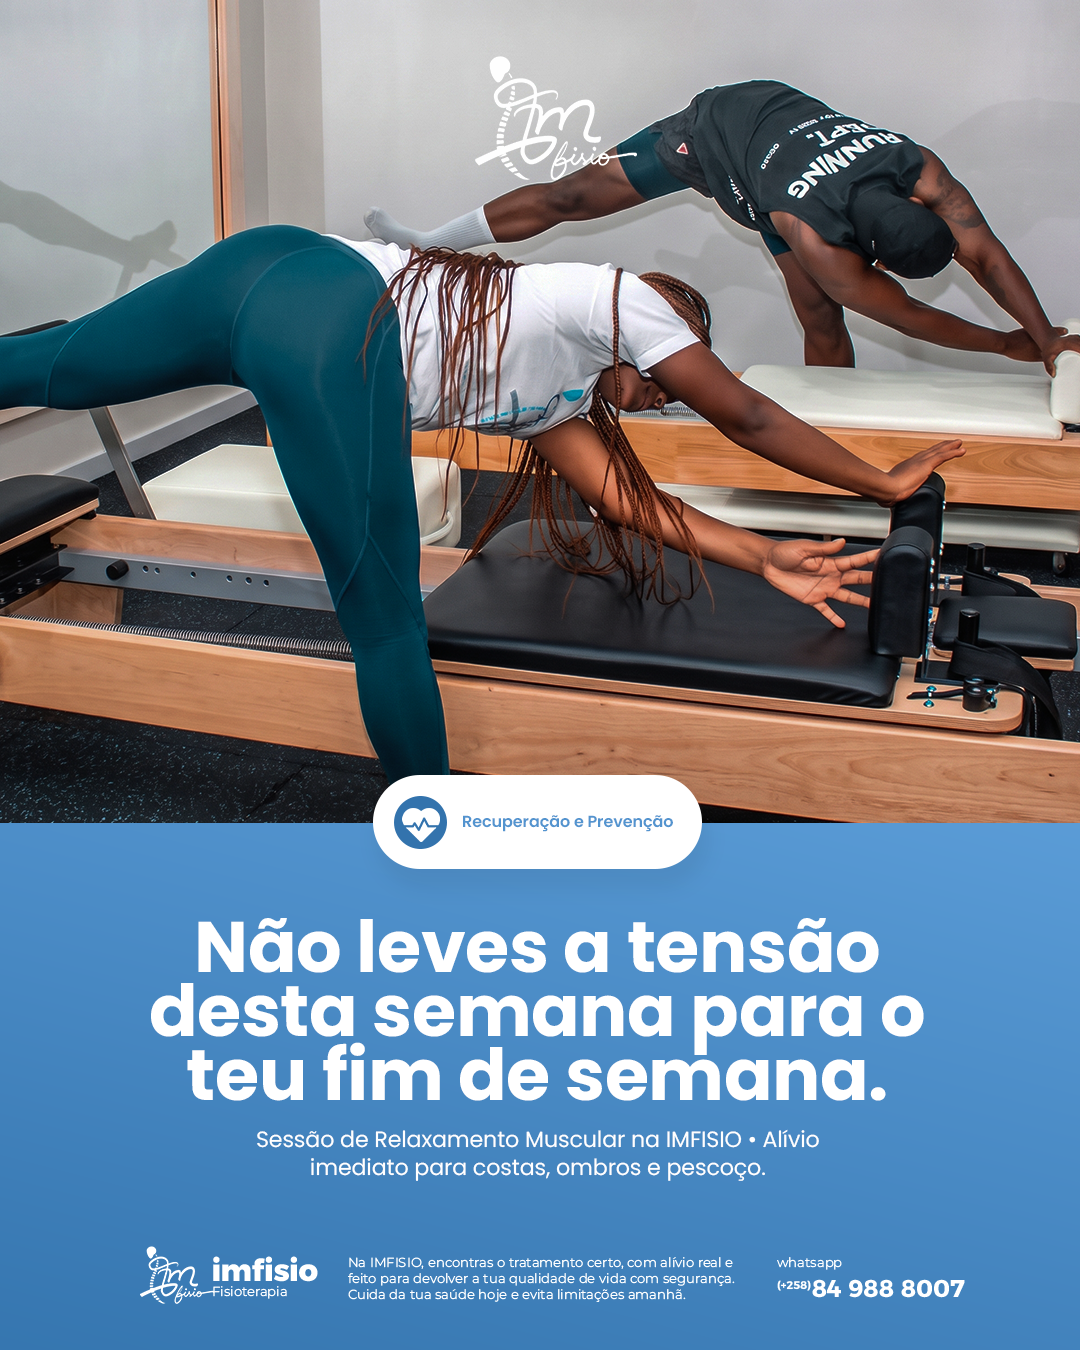 Im
fisio
RUNNING
DEPT.
Recuperação e Prevenção
Não leves a tensão
desta semana para o
teu fim de semana.
Sessão de Relaxamento Muscular na IMFISIO • Alívio
imediato para costas, ombros e pescoço.
Im
fisio
imfisio
Fisioterapia
Na IMFISIO, encontras o tratamento certo, com alívio real e
feito para devolver a tua qualidade de vida com segurança.
Cuida da tua saúde hoje e evita limitações amanhã.
whatsapp
(+258)84 988 8007